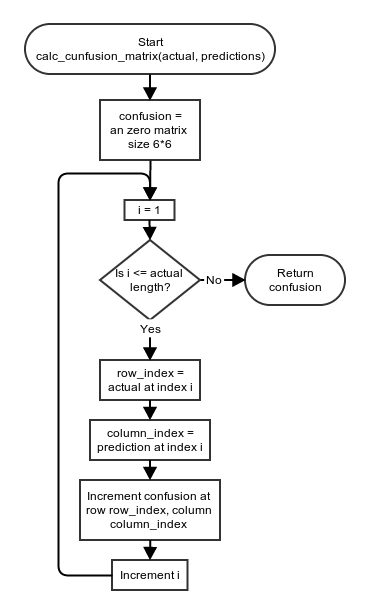 Start
calc_cunfusion_matrix(actual, predictions)
confusion =
an zero matrix
size 6*6
i = 1
Is i <= actual
length?
No
Return
confusion
Yes
row_index =
actual at index i
column_index =
prediction at index i
Increment confusion at
row row_index, column
column_index
Increment i